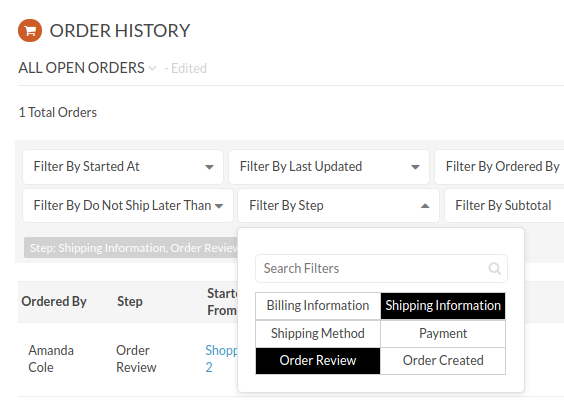 ORDER HISTORY
ALL OPEN ORDERS - Edited
1 Total Orders
Filter By Started At Filter By Last Updated Filter By Ordered By
Filter By Do Not Ship Later Than Filter By Step Filter By Subtotal
Step: Shipping Information, Order Review
Search Filters
Billing Information Shipping Information
Shipping Method Payment
Order Review Order Created
Ordered By Step
From
Amanda Order
Cole Review 2